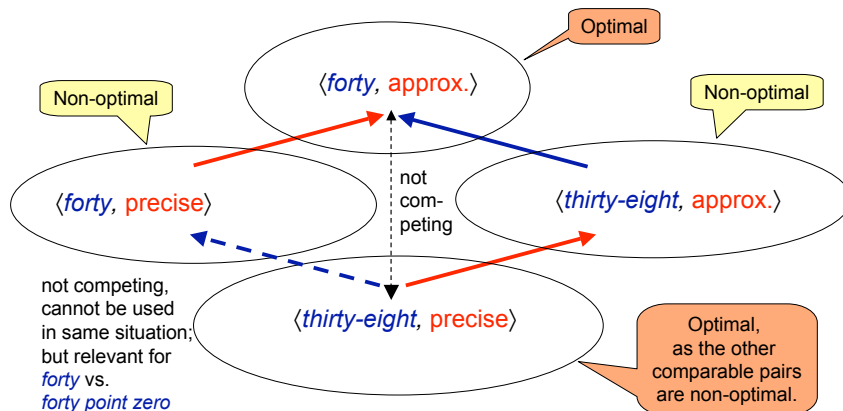 Optimal
⟨forty, approx.⟩
Non-optimal
Non-optimal
not
com-
peting
⟨forty, precise⟩
⟨thirty-eight, approx.⟩
not competing,
cannot be used
in same situation;
but relevant for
forty vs.
forty point zero
⟨thirty-eight, precise⟩
Optimal,
as the other
comparable pairs
are non-optimal.